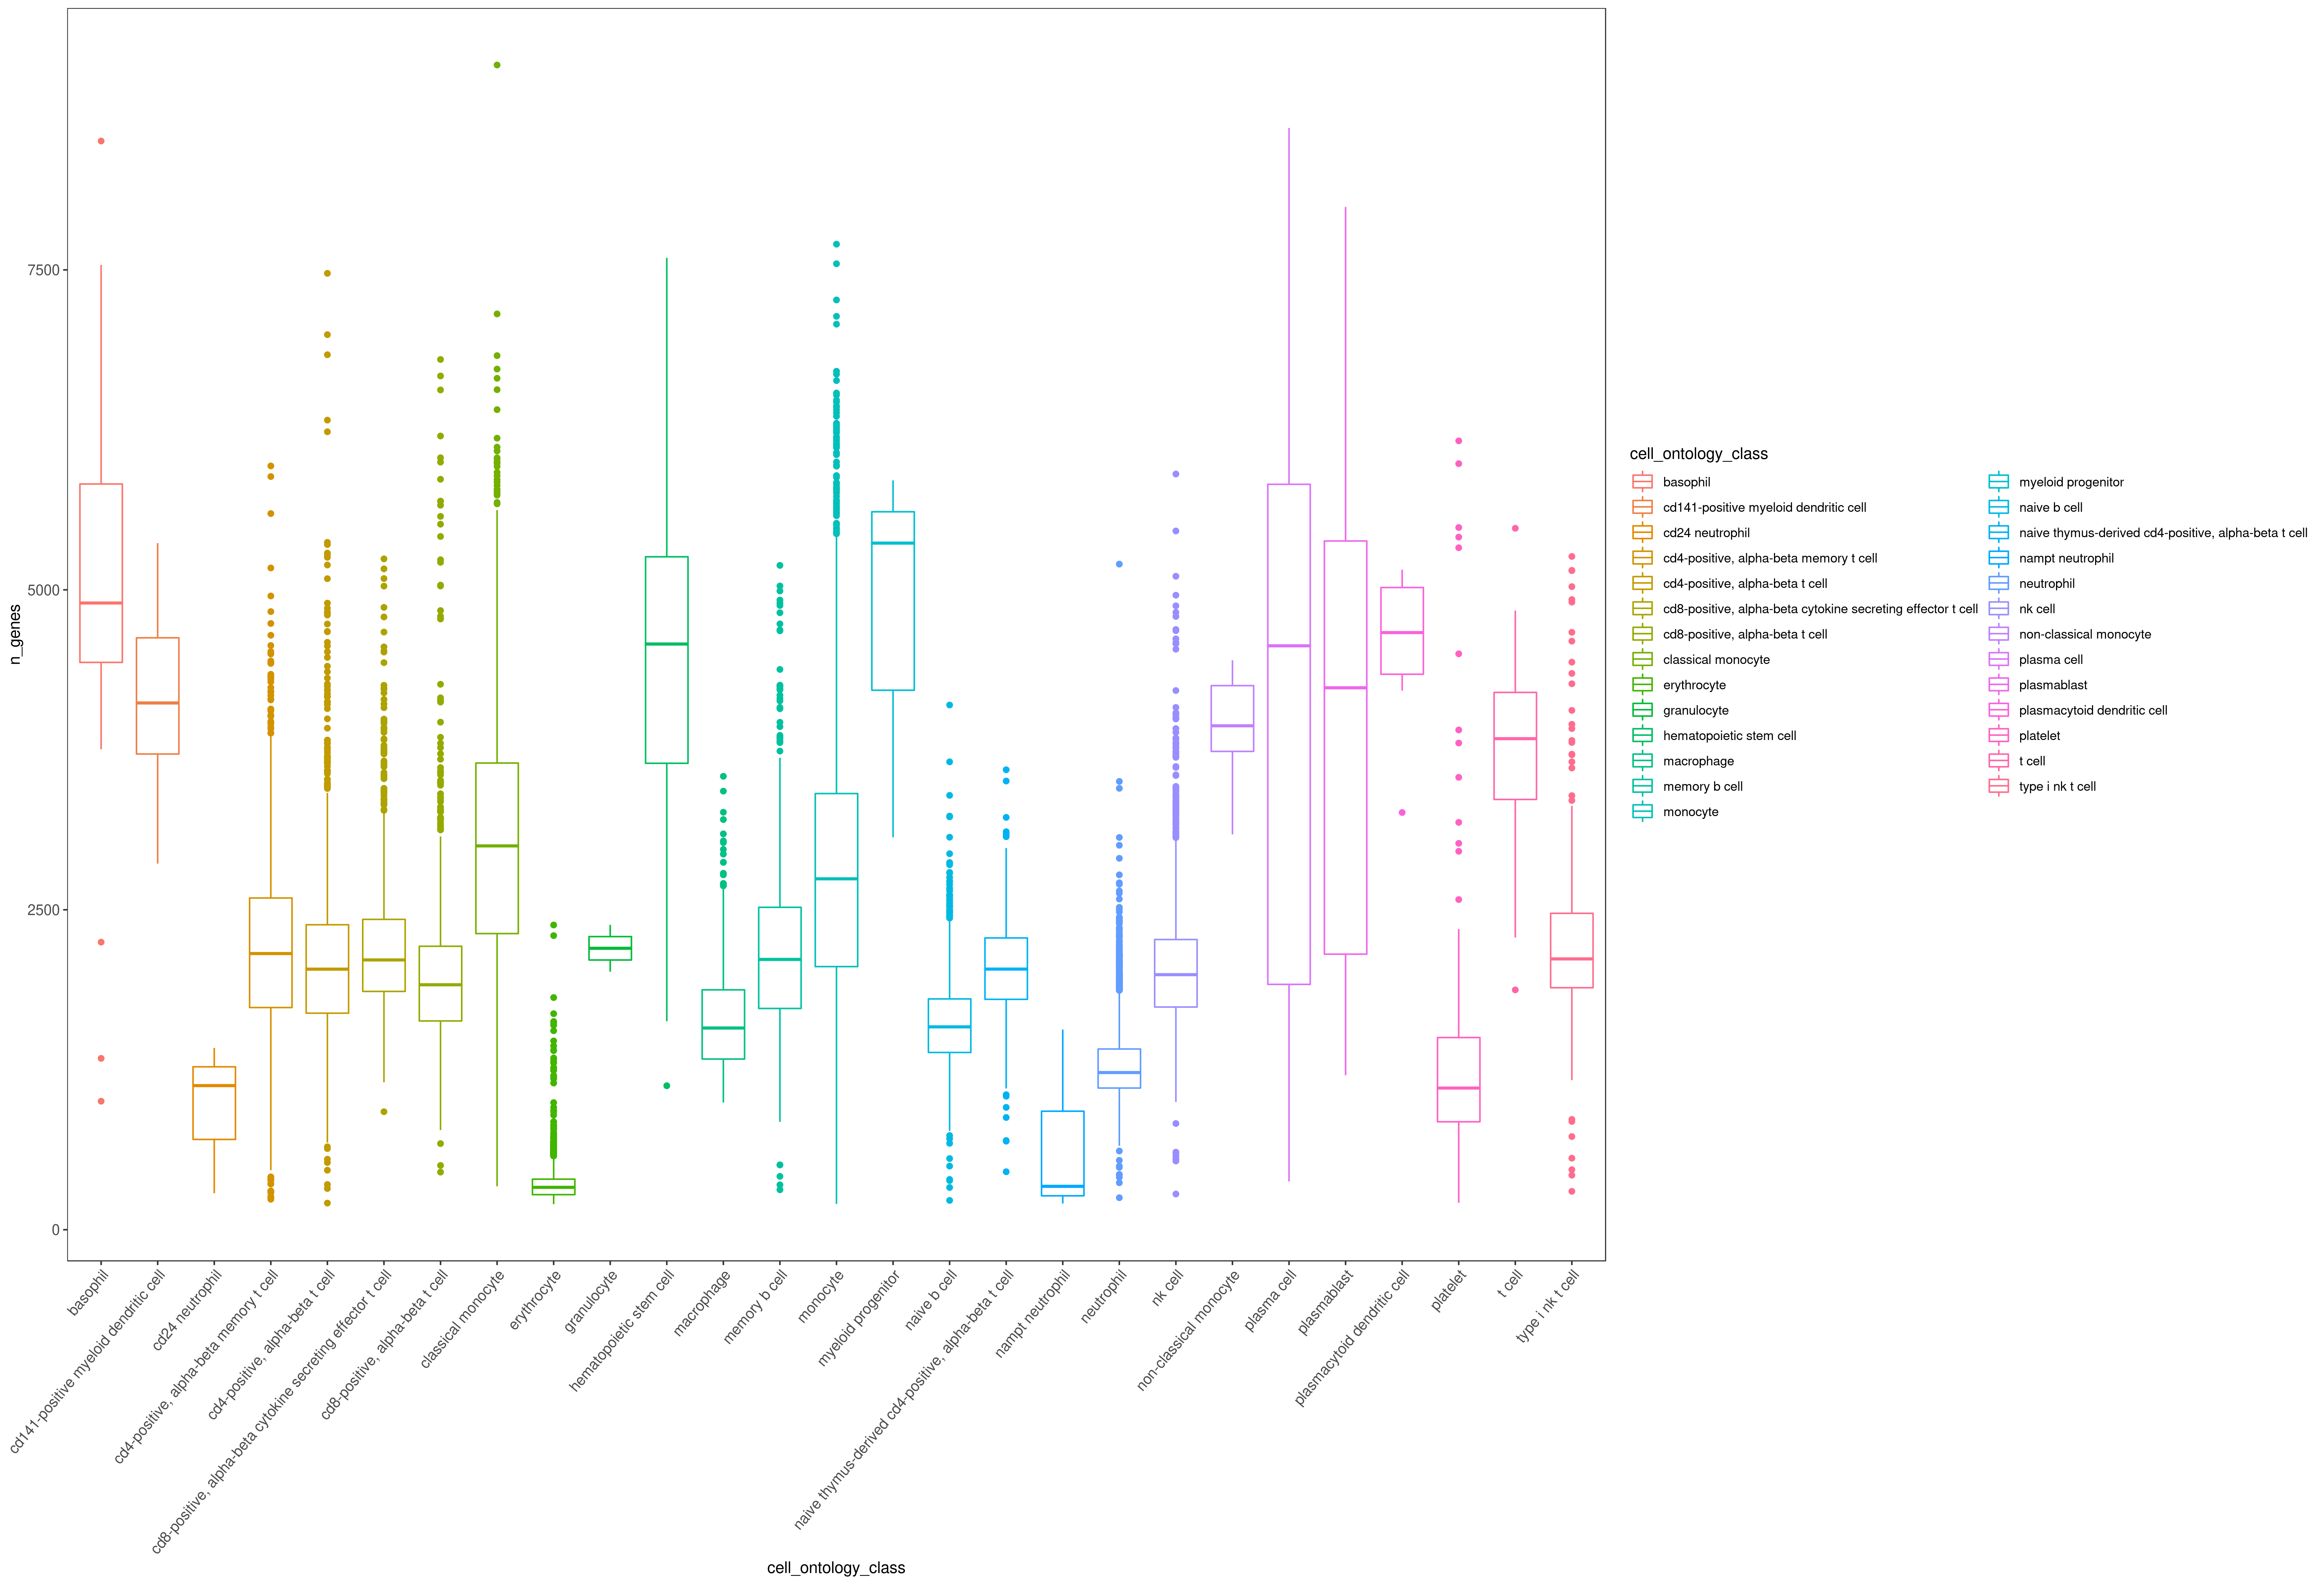 7500
5000
2500
0
n_genes
basophil
cd141-positive myeloid dendritic cell
cd24 neutrophil
cd4-positive, alpha-beta memory t cell
cd4-positive, alpha-beta t cell
cd8-positive, alpha-beta cytokine secreting effector t cell
cd8-positive, alpha-beta t cell
classical monocyte
erythrocyte
granulocyte
hematopoietic stem cell
macrophage
memory b cell
monocyte
myeloid progenitor
naive b cell
naive thymus-derived cd4-positive, alpha-beta t cell
nampt neutrophil
neutrophil
nk cell
non-classical monocyte
plasma cell
plasmablast
plasmacytoid dendritic cell
platelet
t cell
type i nk t cell
cell_ontology_class
cell_ontology_class
basophil
cd141-positive myeloid dendritic cell
cd24 neutrophil
cd4-positive, alpha-beta memory t cell
cd4-positive, alpha-beta t cell
cd8-positive, alpha-beta cytokine secreting effector t cell
cd8-positive, alpha-beta t cell
classical monocyte
erythrocyte
granulocyte
hematopoietic stem cell
macrophage
memory b cell
monocyte
myeloid progenitor
naive b cell
naive thymus-derived cd4-positive, alpha-beta t cell
nampt neutrophil
neutrophil
nk cell
non-classical monocyte
plasma cell
plasmablast
plasmacytoid dendritic cell
platelet
t cell
type i nk t cell